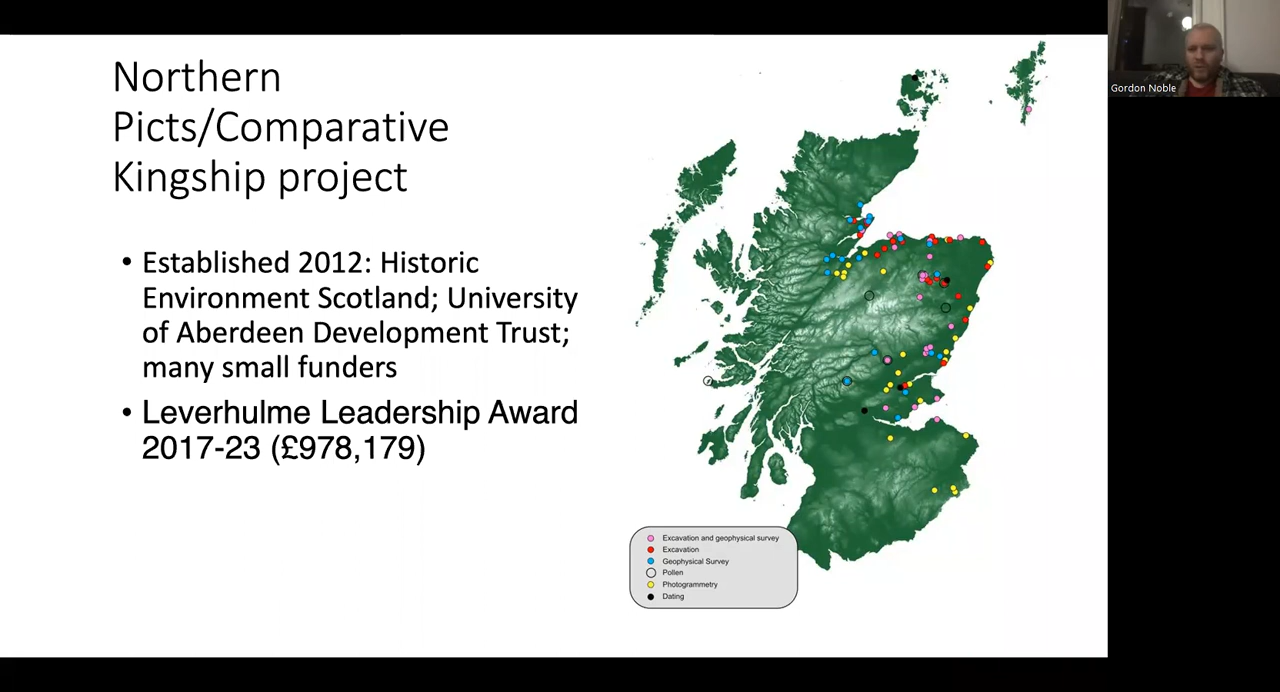 Northern
Picts/Comparative
Kingship project
• Established 2012: Historic
Environment Scotland; University
of Aberdeen Development Trust;
many small funders
• Leverhulme Leadership Award
2017-23 (£978,179)
Excavation and geophysical survey
Excavation
Geophysical Survey
Pollen
Photogrammetry
Dating
Gordon Noble